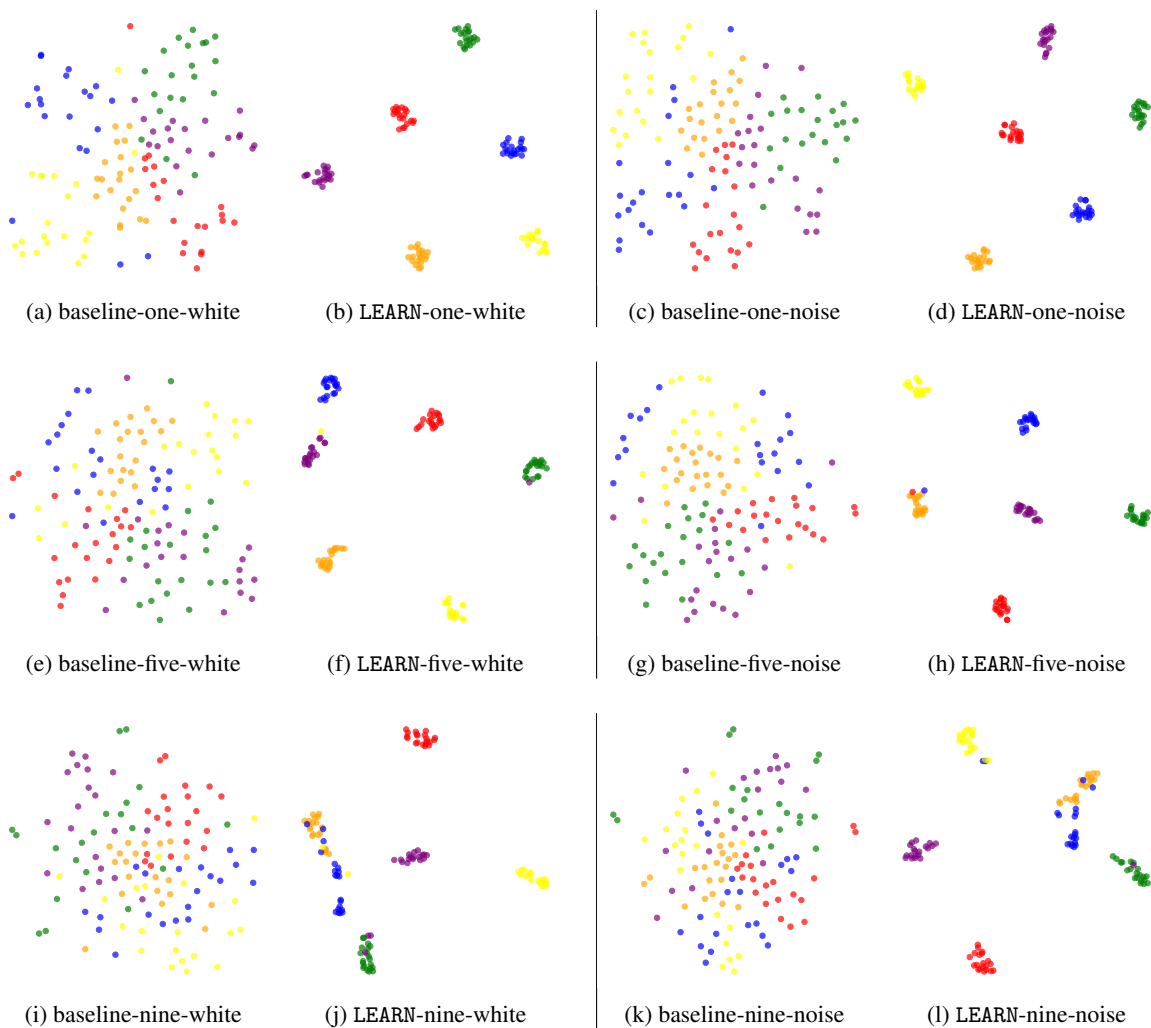 (a) baseline-one-white
(b) LEARN-one-white
(c) baseline-one-noise
(d) LEARN-one-noise
(e) baseline-five-white
(f) LEARN-five-white
(g) baseline-five-noise
(h) LEARN-five-noise
(i) baseline-nine-white
(j) LEARN-nine-white
(k) baseline-nine-noise
(l) LEARN-nine-noise